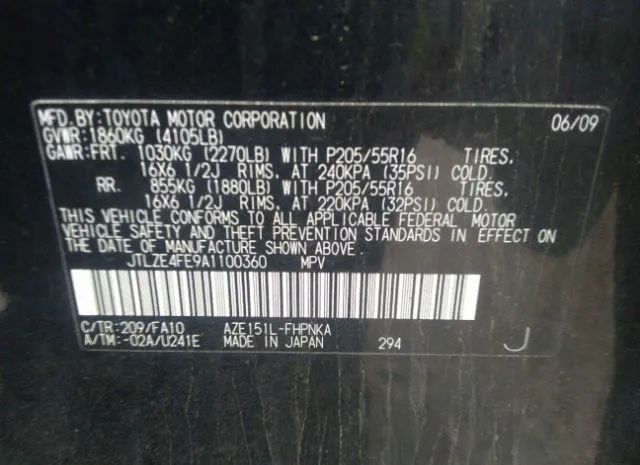 MFD.BY:TOYOTA MOTOR CORPORATION 06/09
GVWR:1860KG (4105LB)
GAWR:FRT. 1030KG (2270LB) WITH P205/55R16 TIRES,
16X6 1/2J RIMS, AT 240KPA (35PSI) COLD.
RR. 855KG (1880LB) WITH P205/55R16 TIRES,
16X6 1/2J RIMS, AT 220KPA (32PSI) COLD.
THIS VEHICLE CONFORMS TO ALL APPLICABLE FEDERAL MOTOR
VEHICLE SAFETY AND THEFT PREVENTION STANDARDS IN EFFECT ON
THE DATE OF MANUFACTURE SHOWN ABOVE.
JTLZE4FE9A1100360 MPV
C/TR:209/FA10 AZE151L-FHPNKA
A/TM:-02A/U241E MADE IN JAPAN 294 J